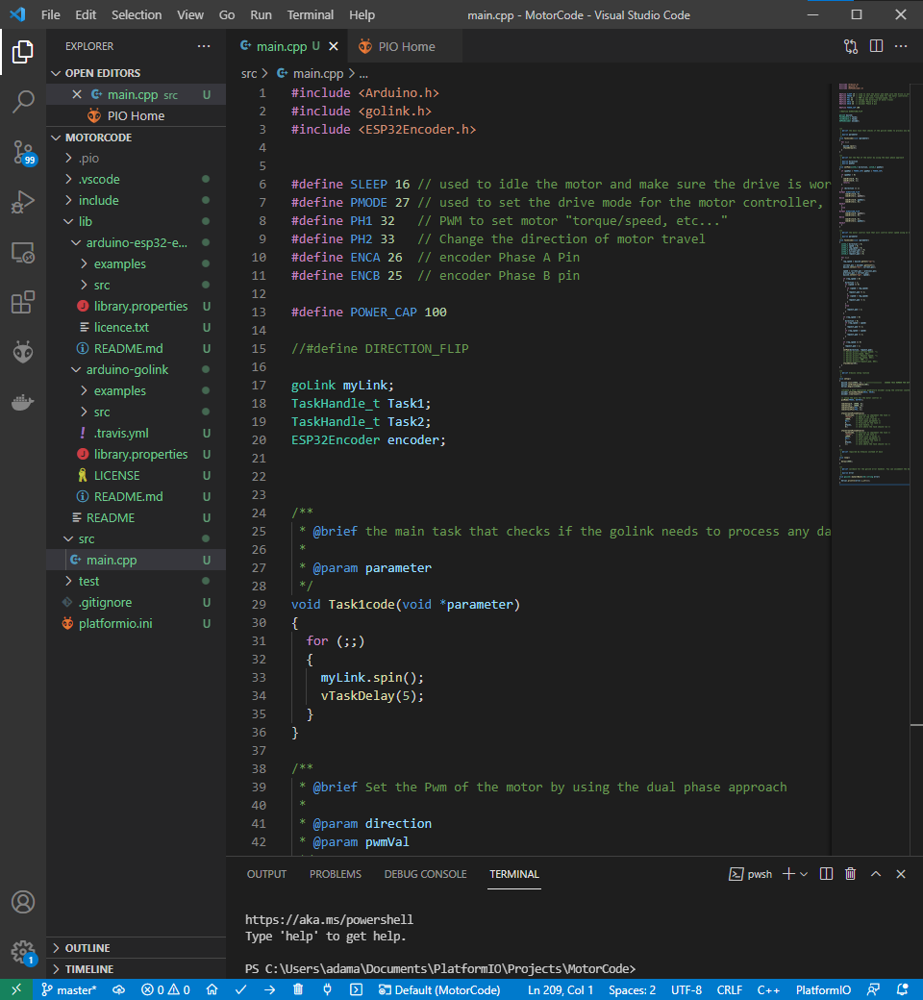 File Edit Selection View Go Run Terminal Help main.cpp - MotorCode - Visual Studio Code
EXPLORER
OPEN EDITORS
main.cpp src U
PIO Home
MOTORCODE
.pio
.vscode
include
lib
arduino-esp32-e...
examples
src
library.properties U
licence.txt U
README.md U
arduino-golink
examples
src
.travis.yml U
library.properties U
LICENSE U
README.md U
README U
src
main.cpp U
test
.gitignore U
platformio.ini U
OUTLINE
TIMELINE
99
1
main.cpp U PIO Home
src > main.cpp > ...
1 #include <Arduino.h>
2 #include <golink.h>
3 #include <ESP32Encoder.h>
4
5
6 #define SLEEP 16 // used to idle the motor and make sure the drive is wor
7 #define PMODE 27 // used to set the drive mode for the motor controller,
8 #define PH1 32 // PWM to set motor "torque/speed, etc..."
9 #define PH2 33 // Change the direction of motor travel
10 #define ENCA 26 // encoder Phase A Pin
11 #define ENCB 25 // encoder Phase B pin
12
13 #define POWER_CAP 100
14
15 //#define DIRECTION_FLIP
16
17 goLink myLink;
18 TaskHandle_t Task1;
19 TaskHandle_t Task2;
20 ESP32Encoder encoder;
21
22
23
24 /**
25 * @brief the main task that checks if the golink needs to process any da
26 *
27 * @param parameter
28 */
29 void Task1code(void *parameter)
30 {
31 for (;;)
32 {
33 myLink.spin();
34 vTaskDelay(5);
35 }
36 }
37
38 /**
39 * @brief Set the Pwm of the motor by using the dual phase approach
40 *
41 * @param direction
42 * @param pwmVal
OUTPUT PROBLEMS DEBUG CONSOLE TERMINAL pwsh
https://aka.ms/powershell
Type 'help' to get help.
PS C:\Users\adama\Documents\PlatformIO\Projects\MotorCode>
master* 0 0 Default (MotorCode) Ln 209, Col 1 Spaces: 2 UTF-8 CRLF C++ PlatformIO